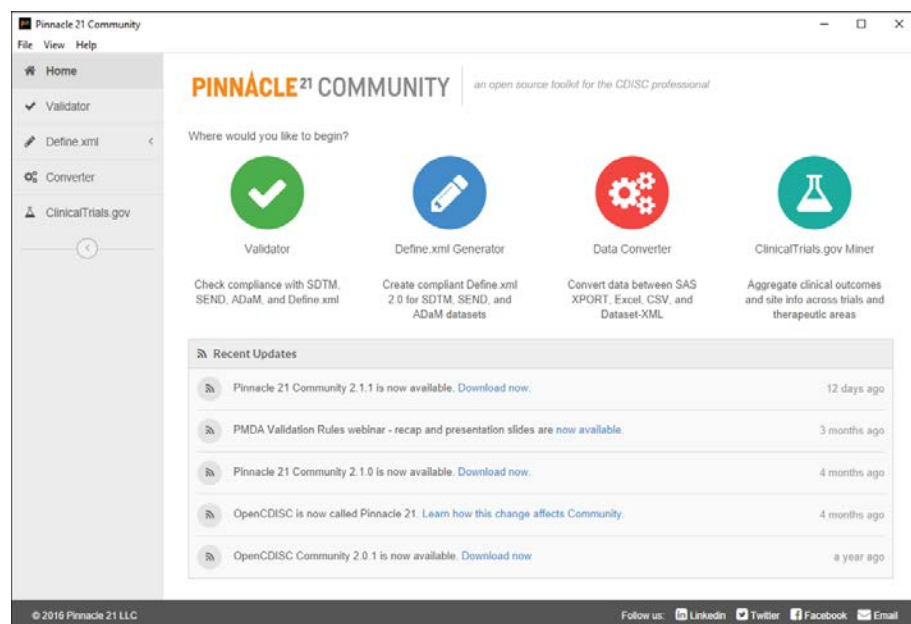 Pinnacle 21 Community
File View Help
Home
Validator
Define.xml
Converter
ClinicalTrials.gov
PINNACLE 21 COMMUNITY
an open source toolkit for the CDISC professional
Where would you like to begin?
Validator
Check compliance with SDTM,
SEND, ADaM, and Define.xml
Define.xml Generator
Create compliant Define.xml
2.0 for SDTM, SEND, and
ADaM datasets
Data Converter
Convert data between SAS
XPORT, Excel, CSV, and
Dataset-XML
ClinicalTrials.gov Miner
Aggregate clinical outcomes
and site info across trials and
therapeutic areas
Recent Updates
Pinnacle 21 Community 2.1.1 is now available. Download now. 12 days ago
PMDA Validation Rules webinar - recap and presentation slides are now available. 3 months ago
Pinnacle 21 Community 2.1.0 is now available. Download now. 4 months ago
OpenCDISC is now called Pinnacle 21. Learn how this change affects Community. 4 months ago
OpenCDISC Community 2.0.1 is now available. Download now a year ago
© 2016 Pinnacle 21 LLC Follow us: Linkedin Twitter Facebook Email